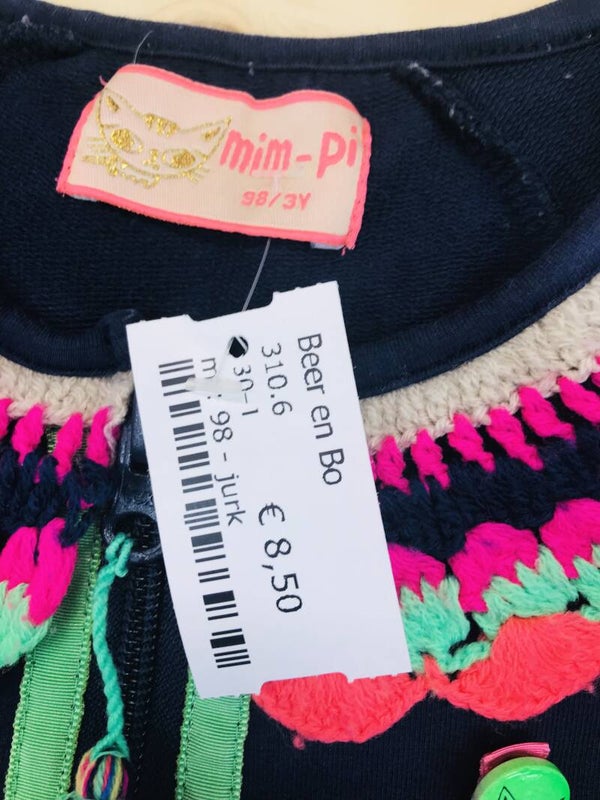 mim-pi
98/3Y
Beer en Bo
310.6
30-1
98 - jurk
€ 8,50